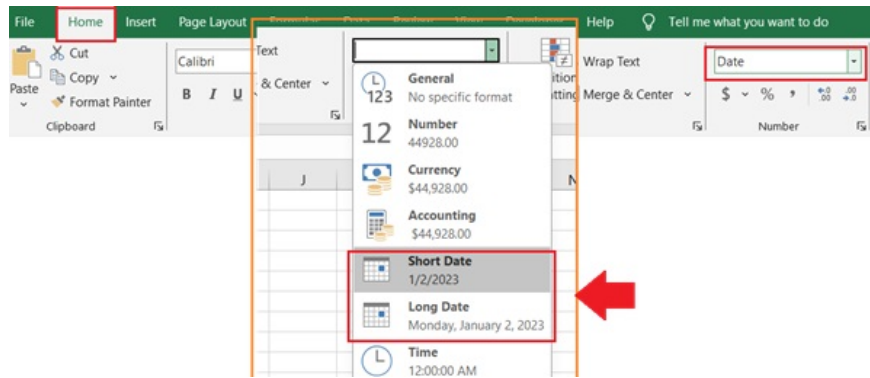 File Home Insert Page Layout Help Tell me what you want to do
Cut
Copy
Format Painter
Paste
Clipboard
Calibri
B I U
Text
& Center
Wrap Text
Merge & Center
Date
$ % ,
Number
J
N
General
123 No specific format
Number
12 44928.00
Currency
$44,928.00
Accounting
$44,928.00
Short Date
1/2/2023
Long Date
Monday, January 2, 2023
Time
12:00:00 AM